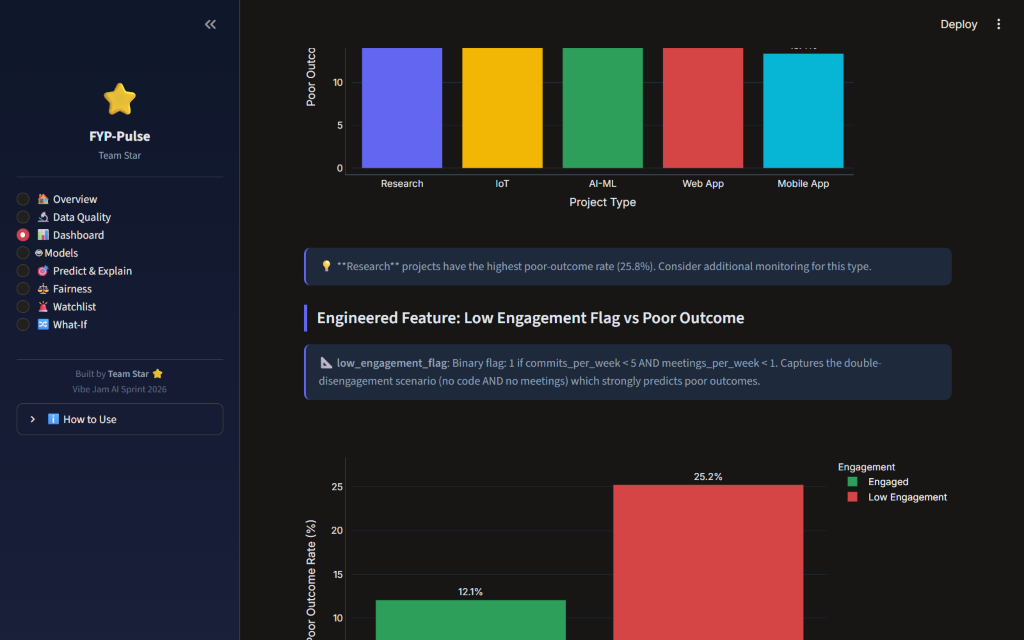 Deploy
FYP-Pulse
Team Star
Overview
Data Quality
Dashboard
Models
Predict & Explain
Fairness
Watchlist
What-If
Built by Team Star
Vibe Jam AI Sprint 2026
How to Use
Poor Outco
10
5
0
Research IoT AI-ML Web App Mobile App
Project Type
**Research** projects have the highest poor-outcome rate (25.8%). Consider additional monitoring for this type.
Engineered Feature: Low Engagement Flag vs Poor Outcome
low_engagement_flag: Binary flag: 1 if commits_per_week < 5 AND meetings_per_week < 1. Captures the double-
disengagement scenario (no code AND no meetings) which strongly predicts poor outcomes.
Poor Outcome Rate (%)
25
20
15
10
12.1%
25.2%
Engagement
Engaged
Low Engagement